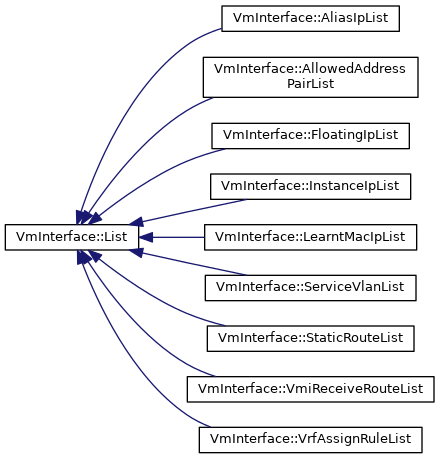 VmInterface::AliasIpList
VmInterface::AllowedAddress
PairList
VmInterface::FloatingIpList
VmInterface::InstanceIpList
VmInterface::List
VmInterface::LearntMacIpList
VmInterface::ServiceVlanList
VmInterface::StaticRouteList
VmInterface::VmiReceiveRouteList
VmInterface::VrfAssignRuleList